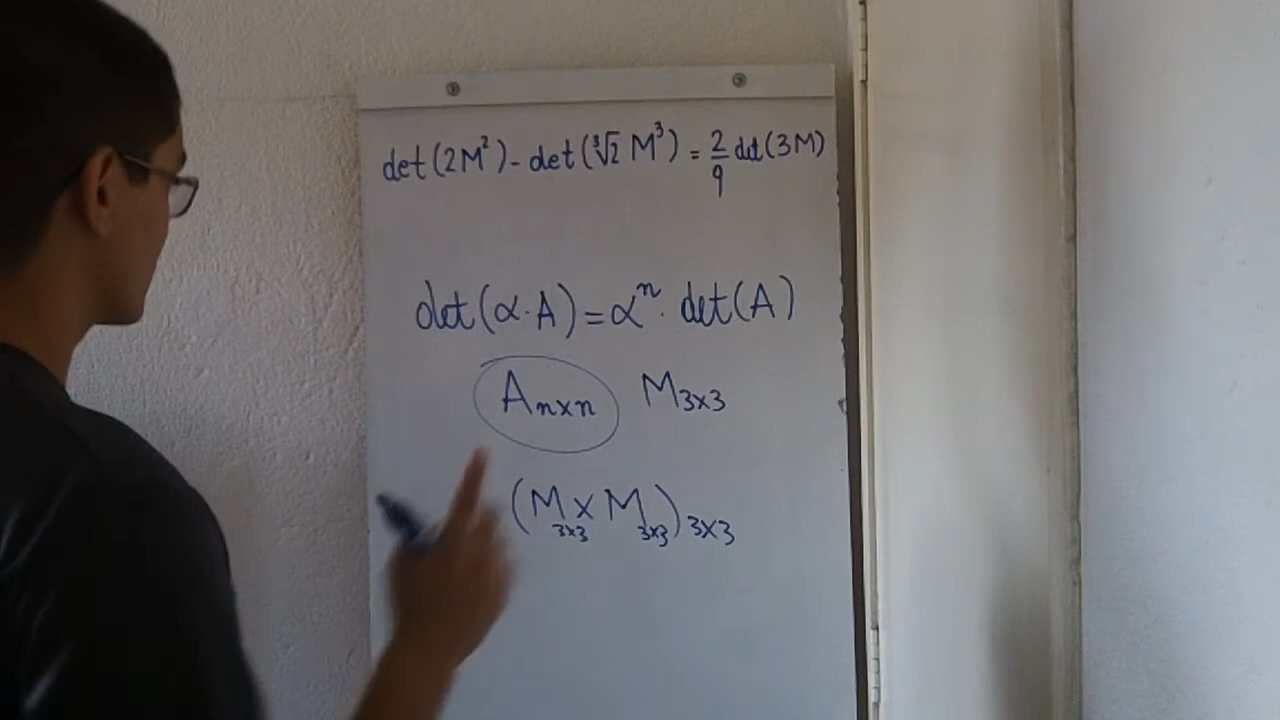 det(2M²) - det(∛2 M³) = 2/9 det(3M)
det(α·A) = αⁿ · det(A)
Anxn M3x3
(M3x3 x M3x3)3x3